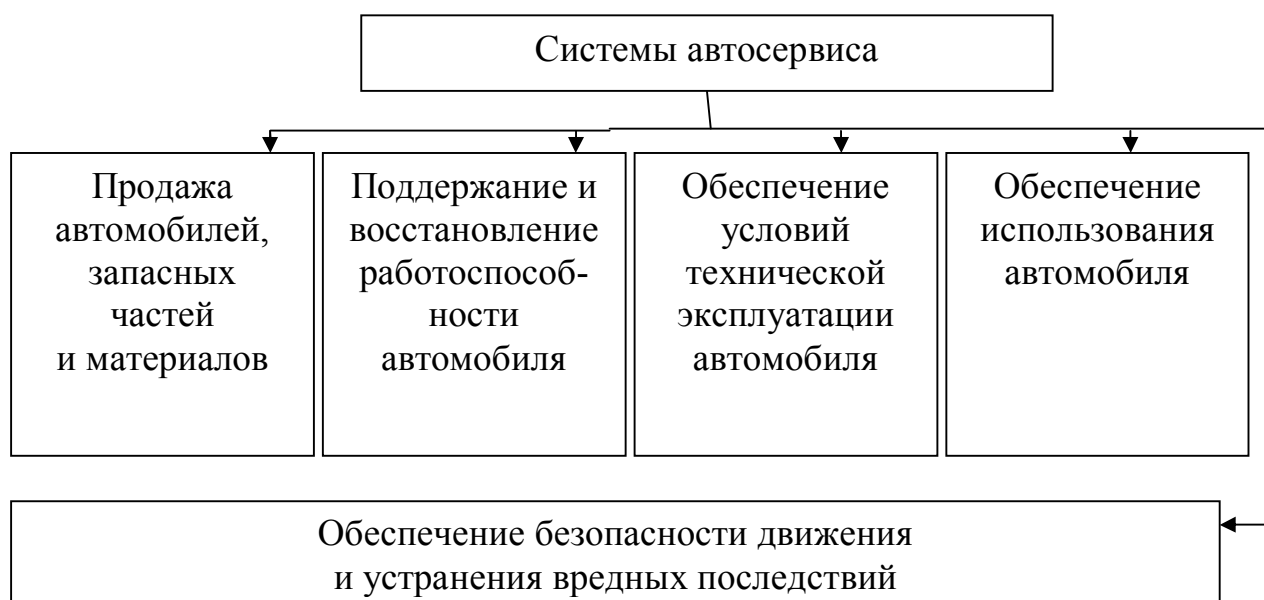 Системы автосервиса
Продажа
автомобилей,
запасных
частей
и материалов
Поддержание и
восстановление
работоспособ-
ности
автомобиля
Обеспечение
условий
технической
эксплуатации
автомобиля
Обеспечение
использования
автомобиля
Обеспечение безопасности движения
и устранения вредных последствий